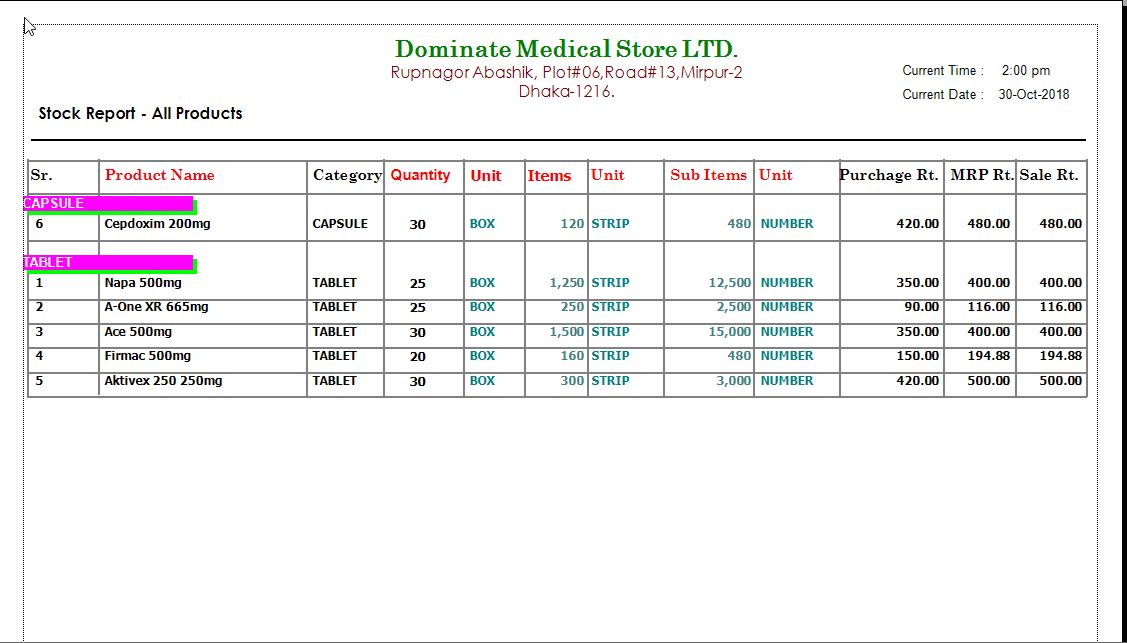 Dominate Medical Store LTD.
Rupnagor Abashik, Plot#06,Road#13,Mirpur-2
Dhaka-1216.
Current Time : 2:00 pm
Current Date : 30-Oct-2018
Stock Report - All Products
Sr. Product Name Category Quantity Unit Items Unit Sub Items Unit Purchage Rt. MRP Rt. Sale Rt.
CAPSULE
6 Cepdoxim 200mg CAPSULE 30 BOX 120 STRIP 480 NUMBER 420.00 480.00 480.00
TABLET
1 Napa 500mg TABLET 25 BOX 1,250 STRIP 12,500 NUMBER 350.00 400.00 400.00
2 A-One XR 665mg TABLET 25 BOX 250 STRIP 2,500 NUMBER 90.00 116.00 116.00
3 Ace 500mg TABLET 30 BOX 1,500 STRIP 15,000 NUMBER 350.00 400.00 400.00
4 Firmac 500mg TABLET 20 BOX 160 STRIP 480 NUMBER 150.00 194.88 194.88
5 Aktivex 250 250mg TABLET 30 BOX 300 STRIP 3,000 NUMBER 420.00 500.00 500.00